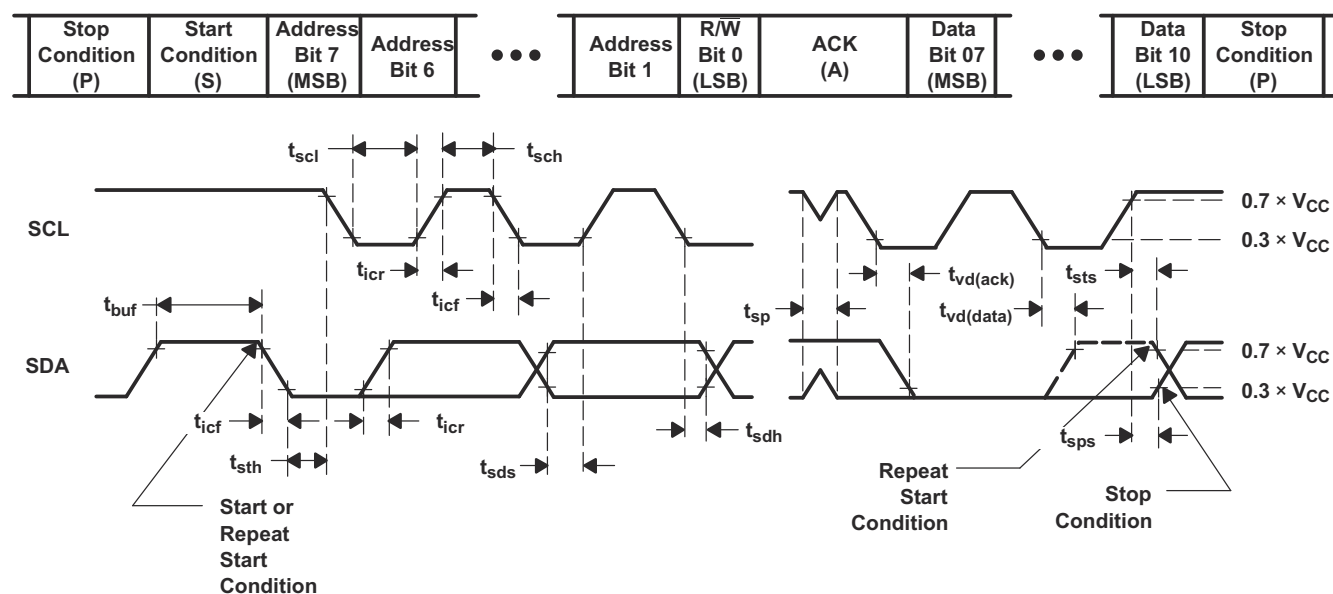 Stop
Condition
(P)
Start
Condition
(S)
Address
Bit 7
(MSB)
Address
Bit 6
•••
Address
Bit 1
R/W̅
Bit 0
(LSB)
ACK
(A)
Data
Bit 07
(MSB)
•••
Data
Bit 10
(LSB)
Stop
Condition
(P)
tscl
tsch
SCL
0.7 × VCC
0.3 × VCC
ticr
ticf
tvd(ack)
tsts
tbuf
tsp
tvd(data)
SDA
0.7 × VCC
0.3 × VCC
ticf
ticr
tsdh
tsps
tsth
tsds
Start or
Repeat
Start
Condition
Repeat
Start
Condition
Stop
Condition